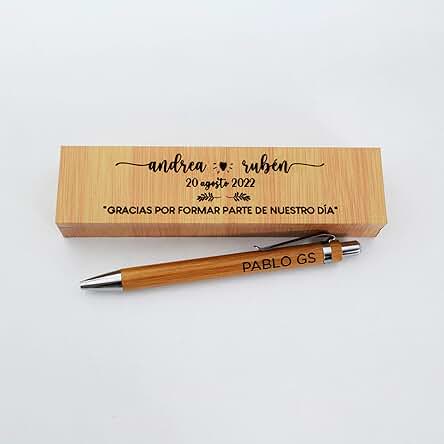 andrea rubén
20 agosto 2022
"GRACIAS POR FORMAR PARTE DE NUESTRO DÍA"
PABLO GS